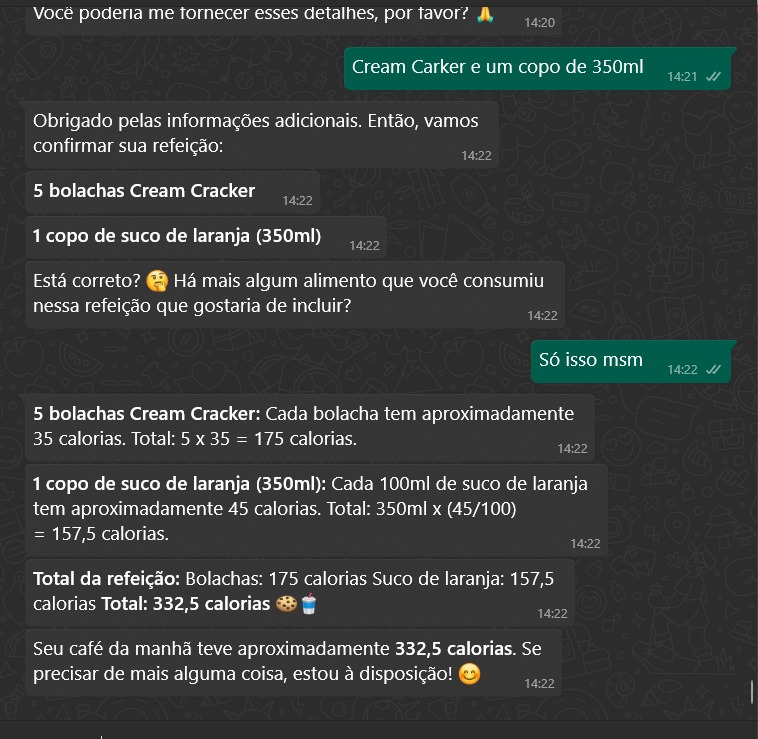 Você poderia me fornecer esses detalhes, por favor? 🙏
14:20
Cream Carker e um copo de 350ml
14:21
Obrigado pelas informações adicionais. Então, vamos
confirmar sua refeição:
14:22
5 bolachas Cream Cracker
14:22
1 copo de suco de laranja (350ml)
14:22
Está correto? 🤔 Há mais algum alimento que você consumiu
nessa refeição que gostaria de incluir?
14:22
Só isso msm
14:22
5 bolachas Cream Cracker: Cada bolacha tem aproximadamente
35 calorias. Total: 5 x 35 = 175 calorias.
14:22
1 copo de suco de laranja (350ml): Cada 100ml de suco de laranja
tem aproximadamente 45 calorias. Total: 350ml x (45/100)
= 157,5 calorias.
14:22
Total da refeição: Bolachas: 175 calorias Suco de laranja: 157,5
calorias Total: 332,5 calorias 🍪🥤
14:22
Seu café da manhã teve aproximadamente 332,5 calorias. Se
precisar de mais alguma coisa, estou à disposição! 😊
14:22